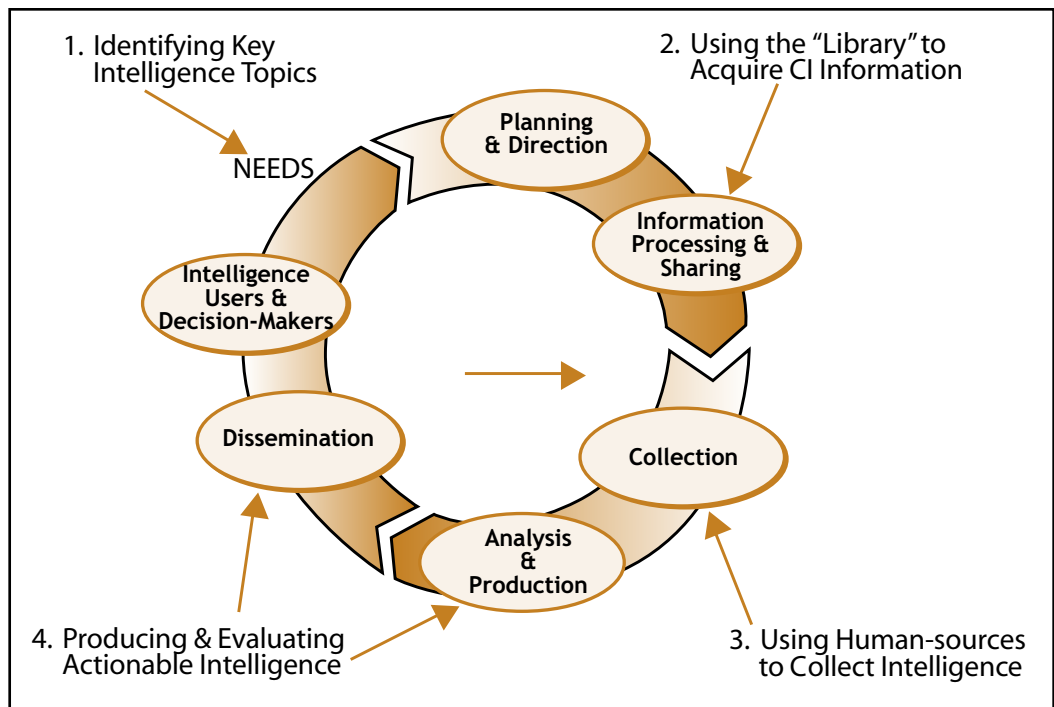 1. Identifying Key
Intelligence Topics
2. Using the “Library” to
Acquire CI Information
NEEDS
Planning
& Direction
Information
Processing &
Sharing
Collection
Analysis
&
Production
Dissemination
Intelligence
Users &
Decision-Makers
3. Using Human-sources
to Collect Intelligence
4. Producing & Evaluating
Actionable Intelligence